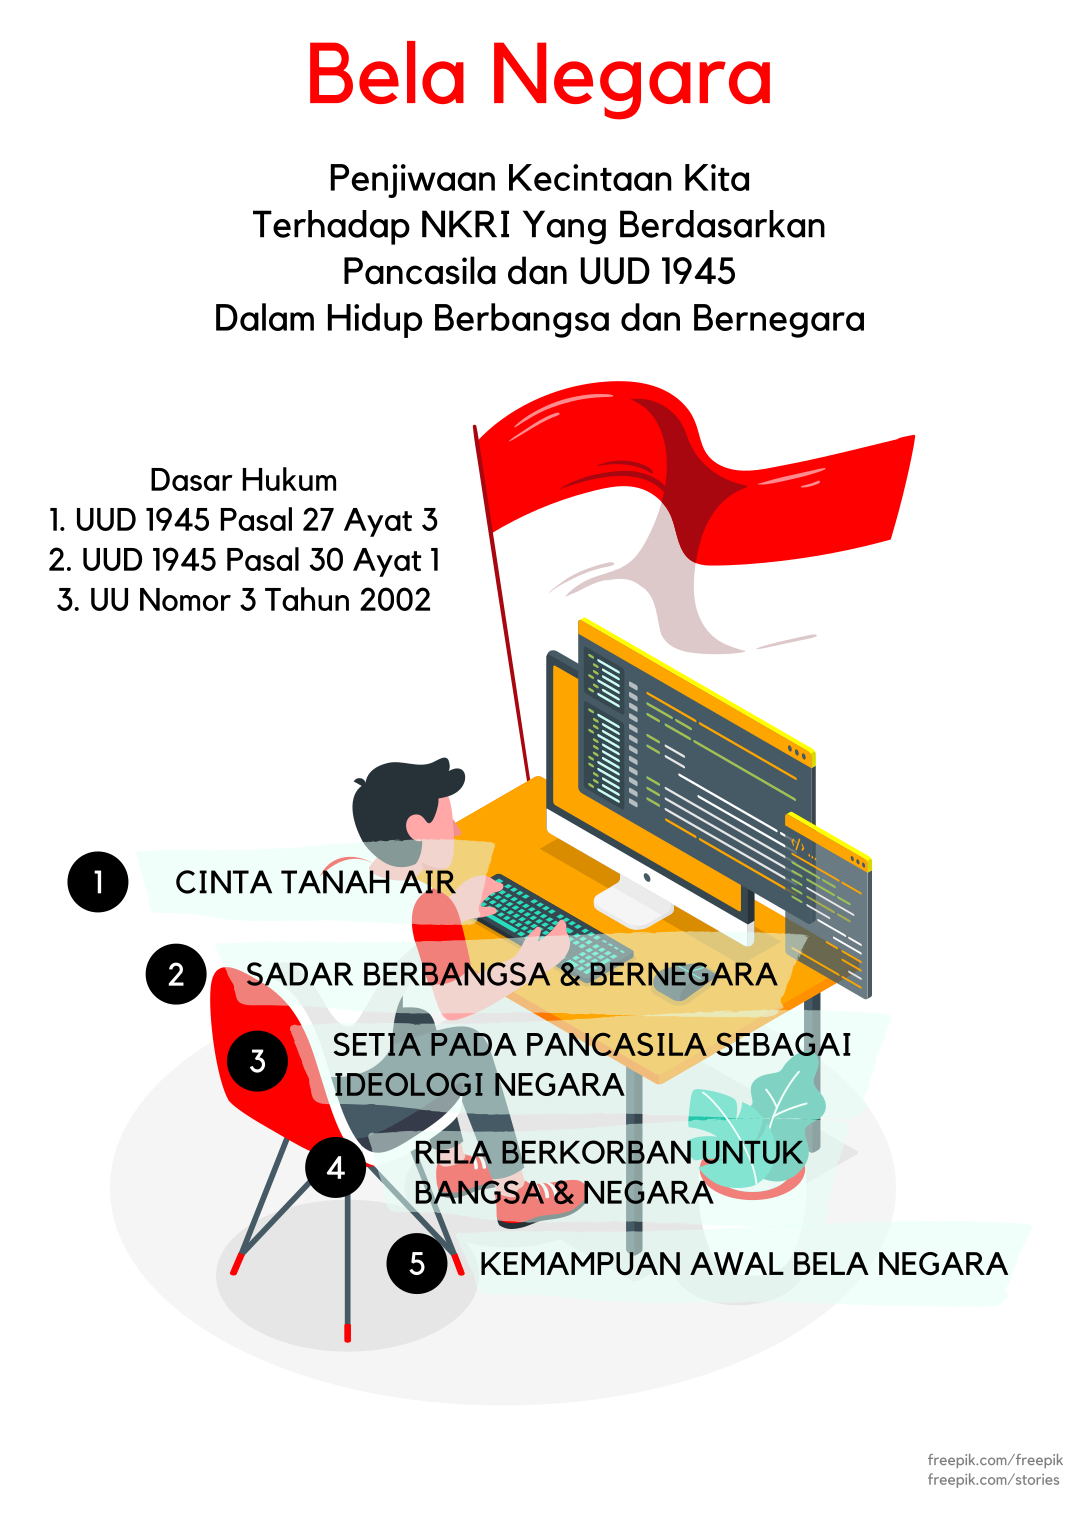 Bela Negara
Penjiwaan Kecintaan Kita
Terhadap NKRI Yang Berdasarkan
Pancasila dan UUD 1945
Dalam Hidup Berbangsa dan Bernegara
Dasar Hukum
1. UUD 1945 Pasal 27 Ayat 3
2. UUD 1945 Pasal 30 Ayat 1
3. UU Nomor 3 Tahun 2002
1 CINTA TANAH AIR
2 SADAR BERBANGSA & BERNEGARA
3 SETIA PADA PANCASILA SEBAGAI
IDEOLOGI NEGARA
4 RELA BERKORBAN UNTUK
BANGSA & NEGARA
5 KEMAMPUAN AWAL BELA NEGARA
freepik.com/freepik
freepik.com/stories